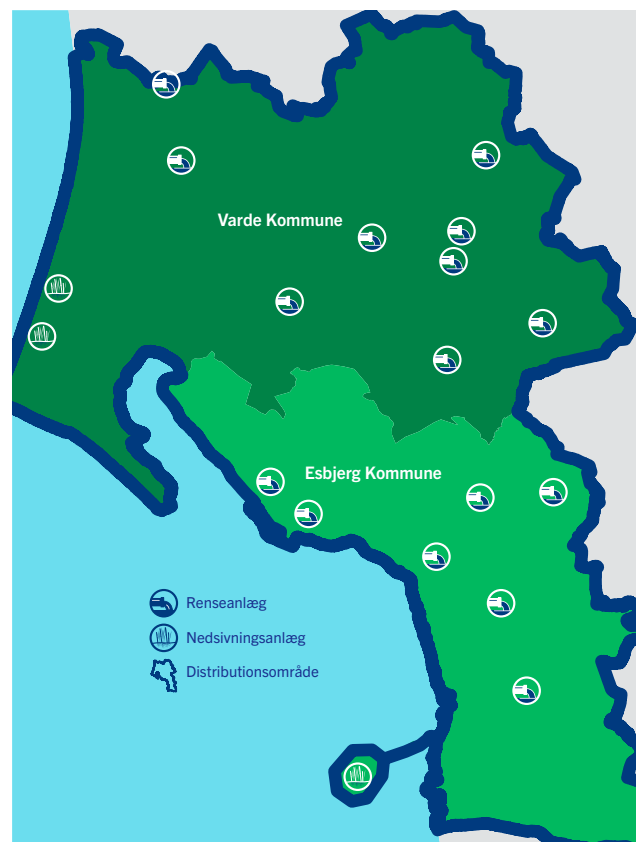 Varde Kommune
Esbjerg Kommune
Renseanlæg
Nedsivningsanlæg
Distributionsområde